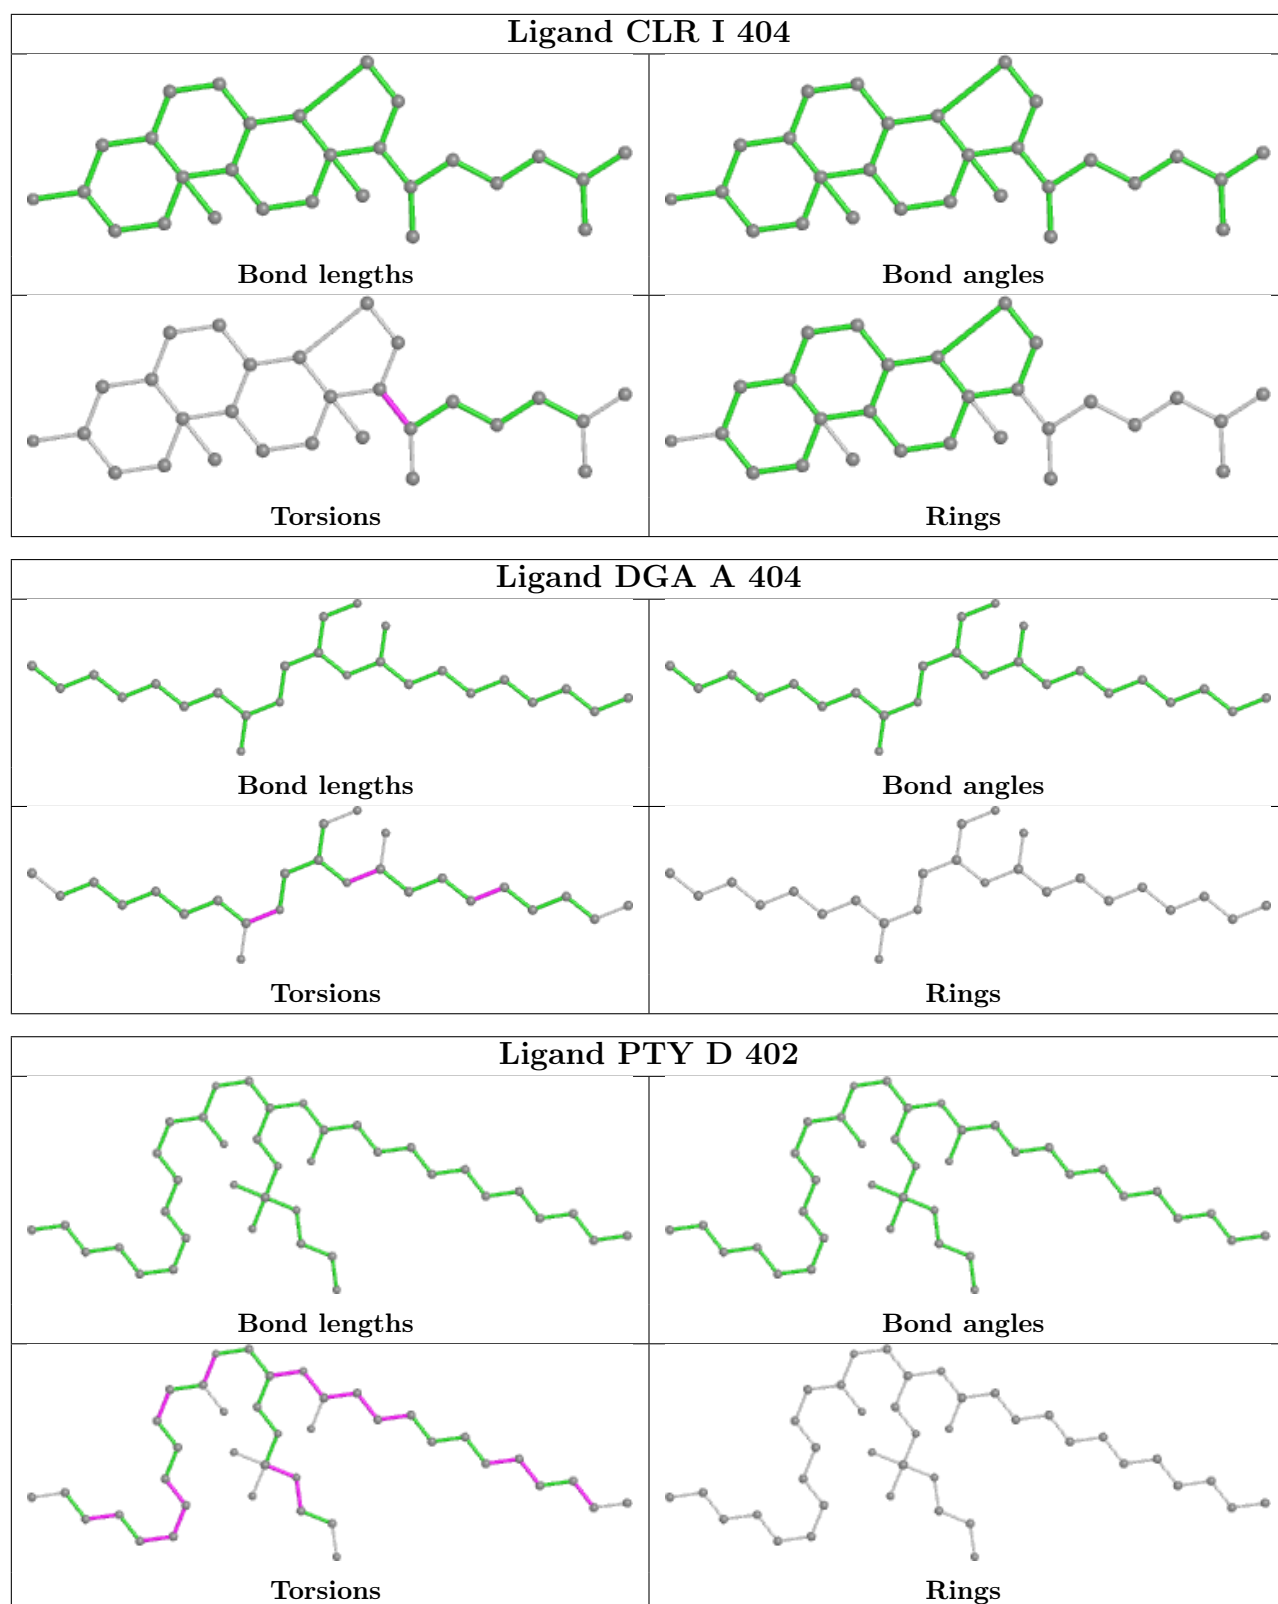 Ligand CLR I 404
Bond lengths
Bond angles
Torsions
Rings
Ligand DGA A 404
Bond lengths
Bond angles
Torsions
Rings
Ligand PTY D 402
Bond lengths
Bond angles
Torsions
Rings